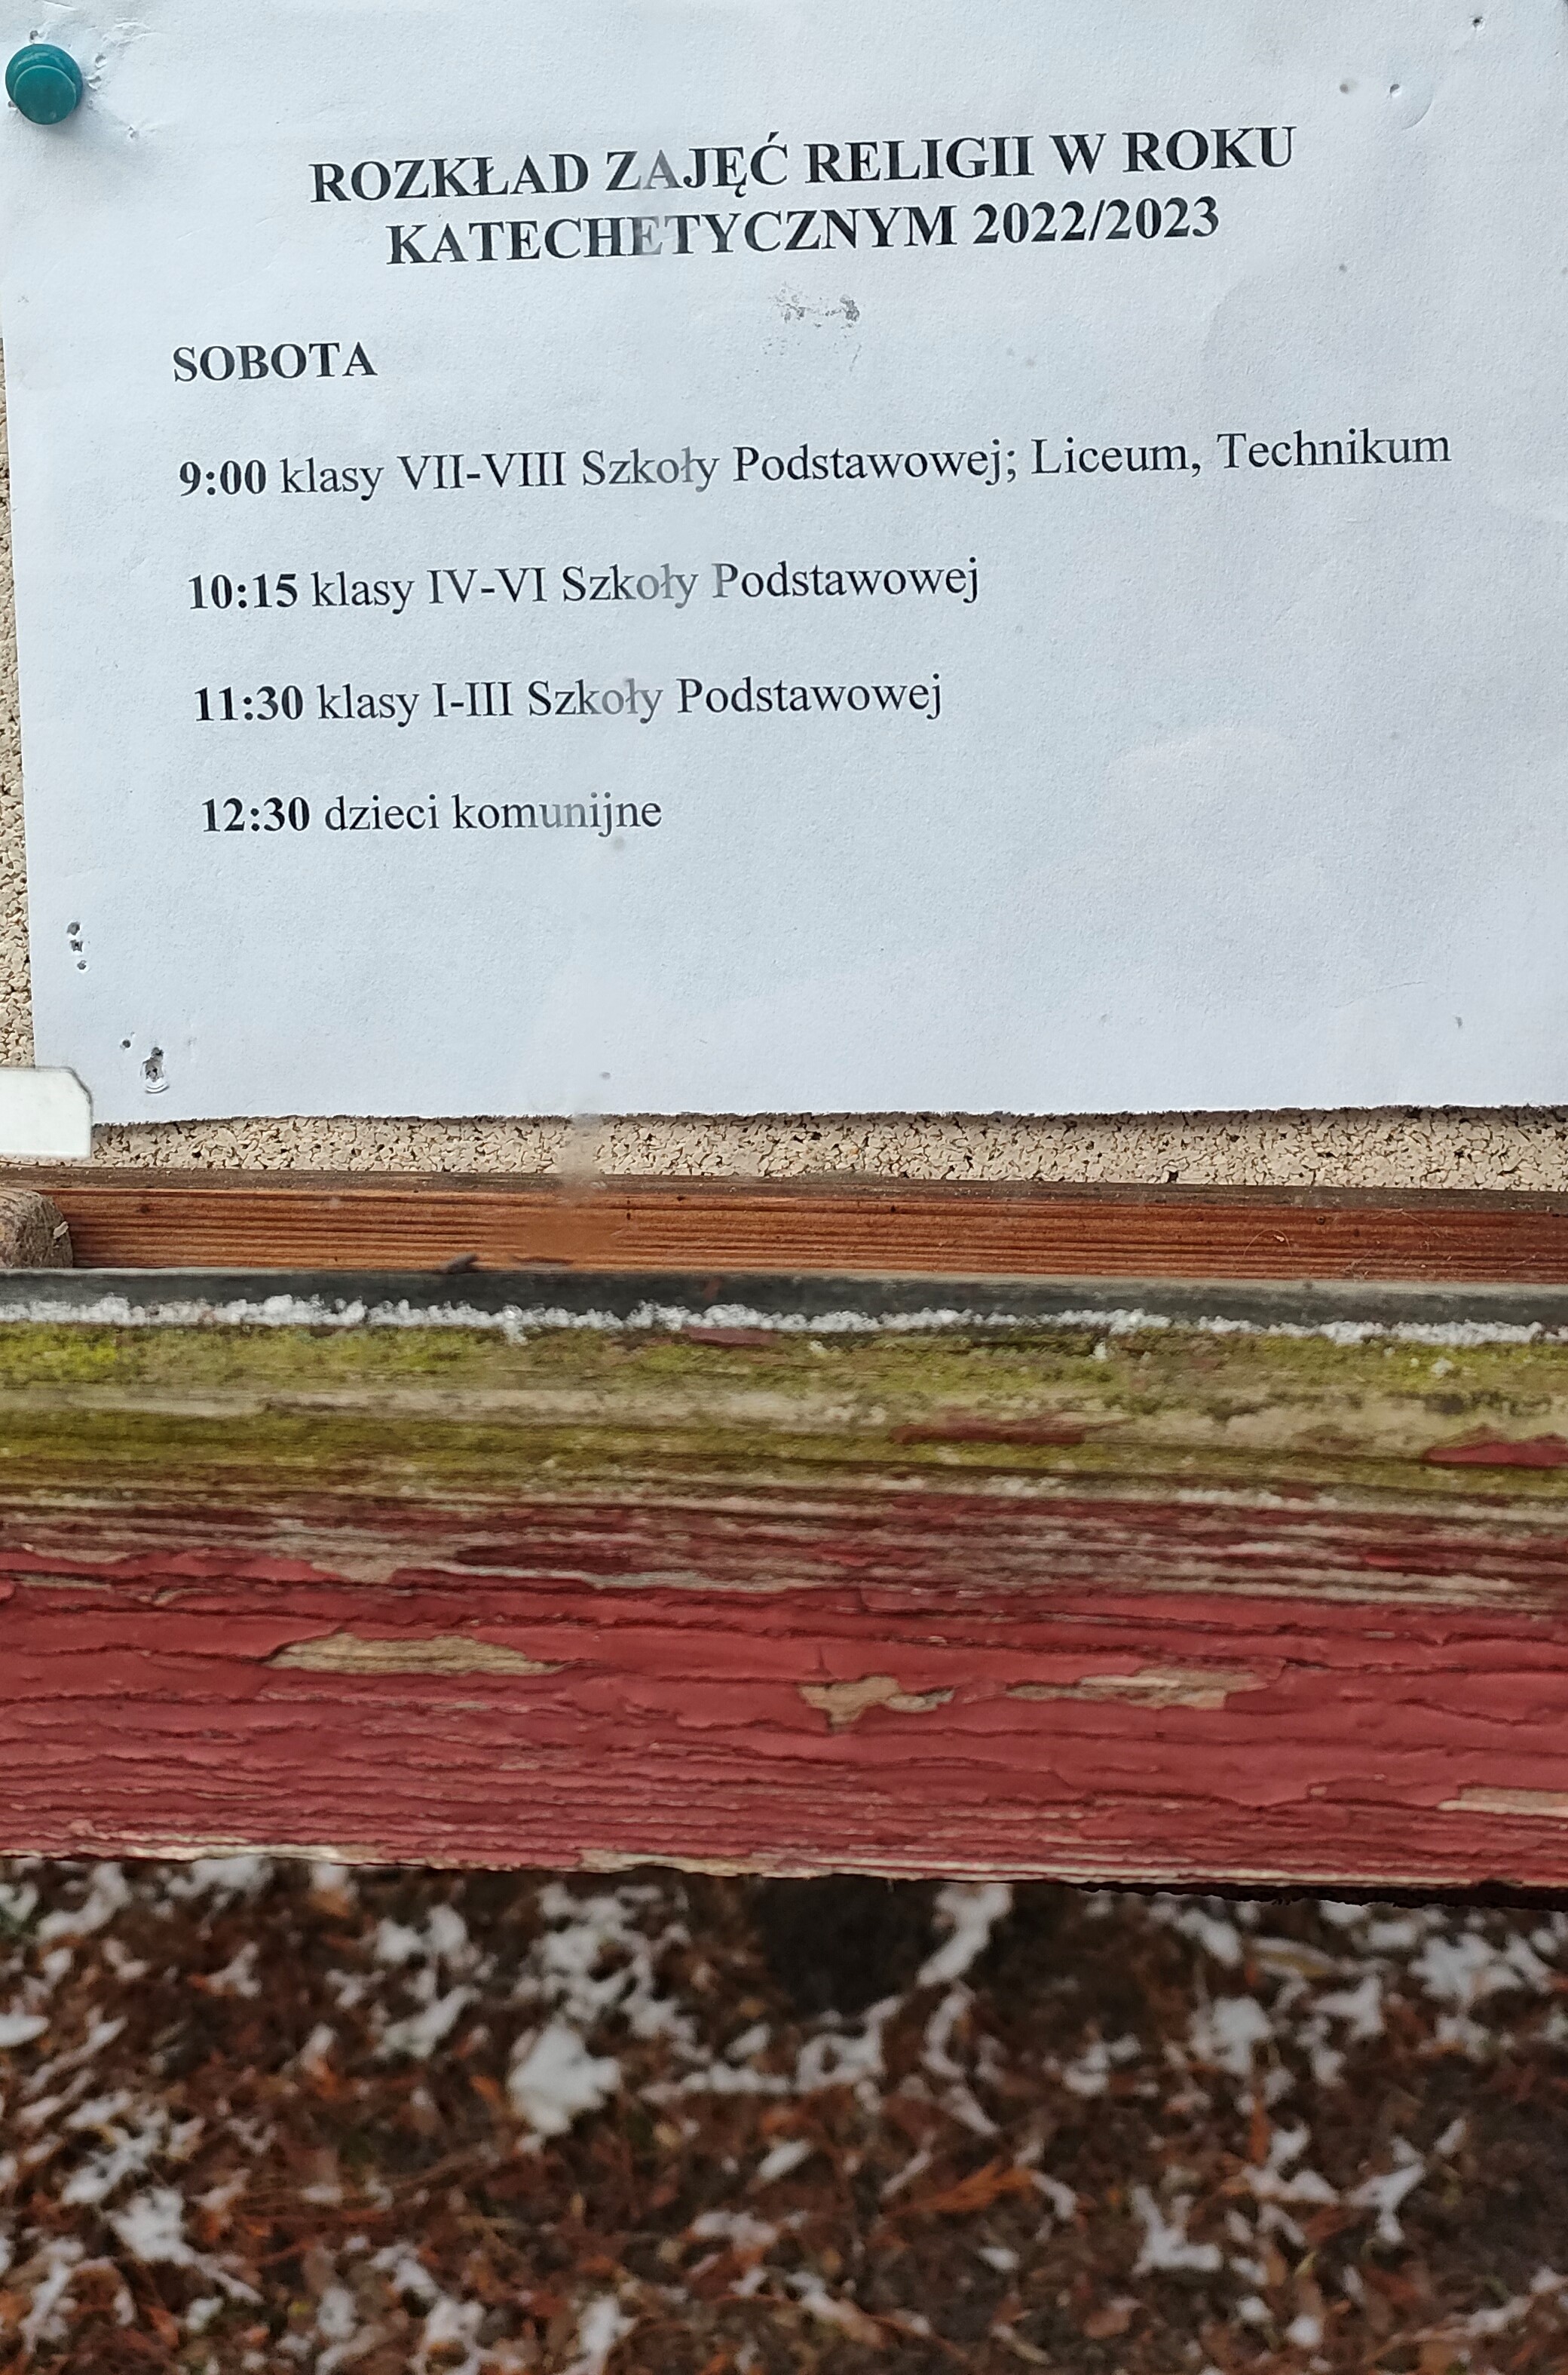 ROZKŁAD ZAJĘĆ RELIGII W ROKU
KATECHETYCZNYM 2022/2023
SOBOTA
9:00 klasy VII-VIII Szkoły Podstawowej; Liceum, Technikum
10:15 klasy IV-VI Szkoły Podstawowej
11:30 klasy I-III Szkoły Podstawowej
12:30 dzieci komunijne